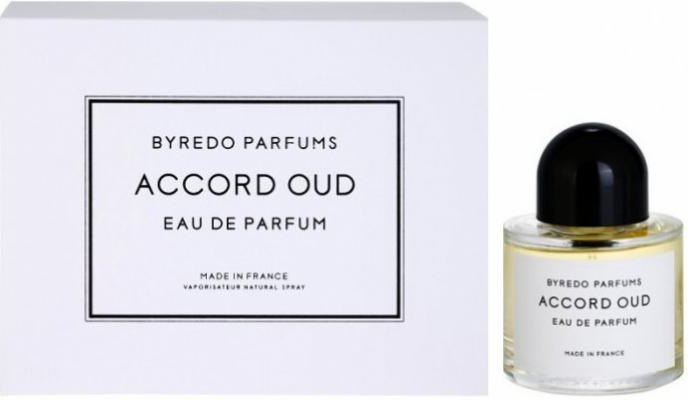 BYREDO PARFUMS
ACCORD OUD
EAU DE PARFUM
MADE IN FRANCE
VAPORISATEUR NATURAL SPRAY
BYREDO PARFUMS
ACCORD OUD
EAU DE PARFUM
MADE IN FRANCE